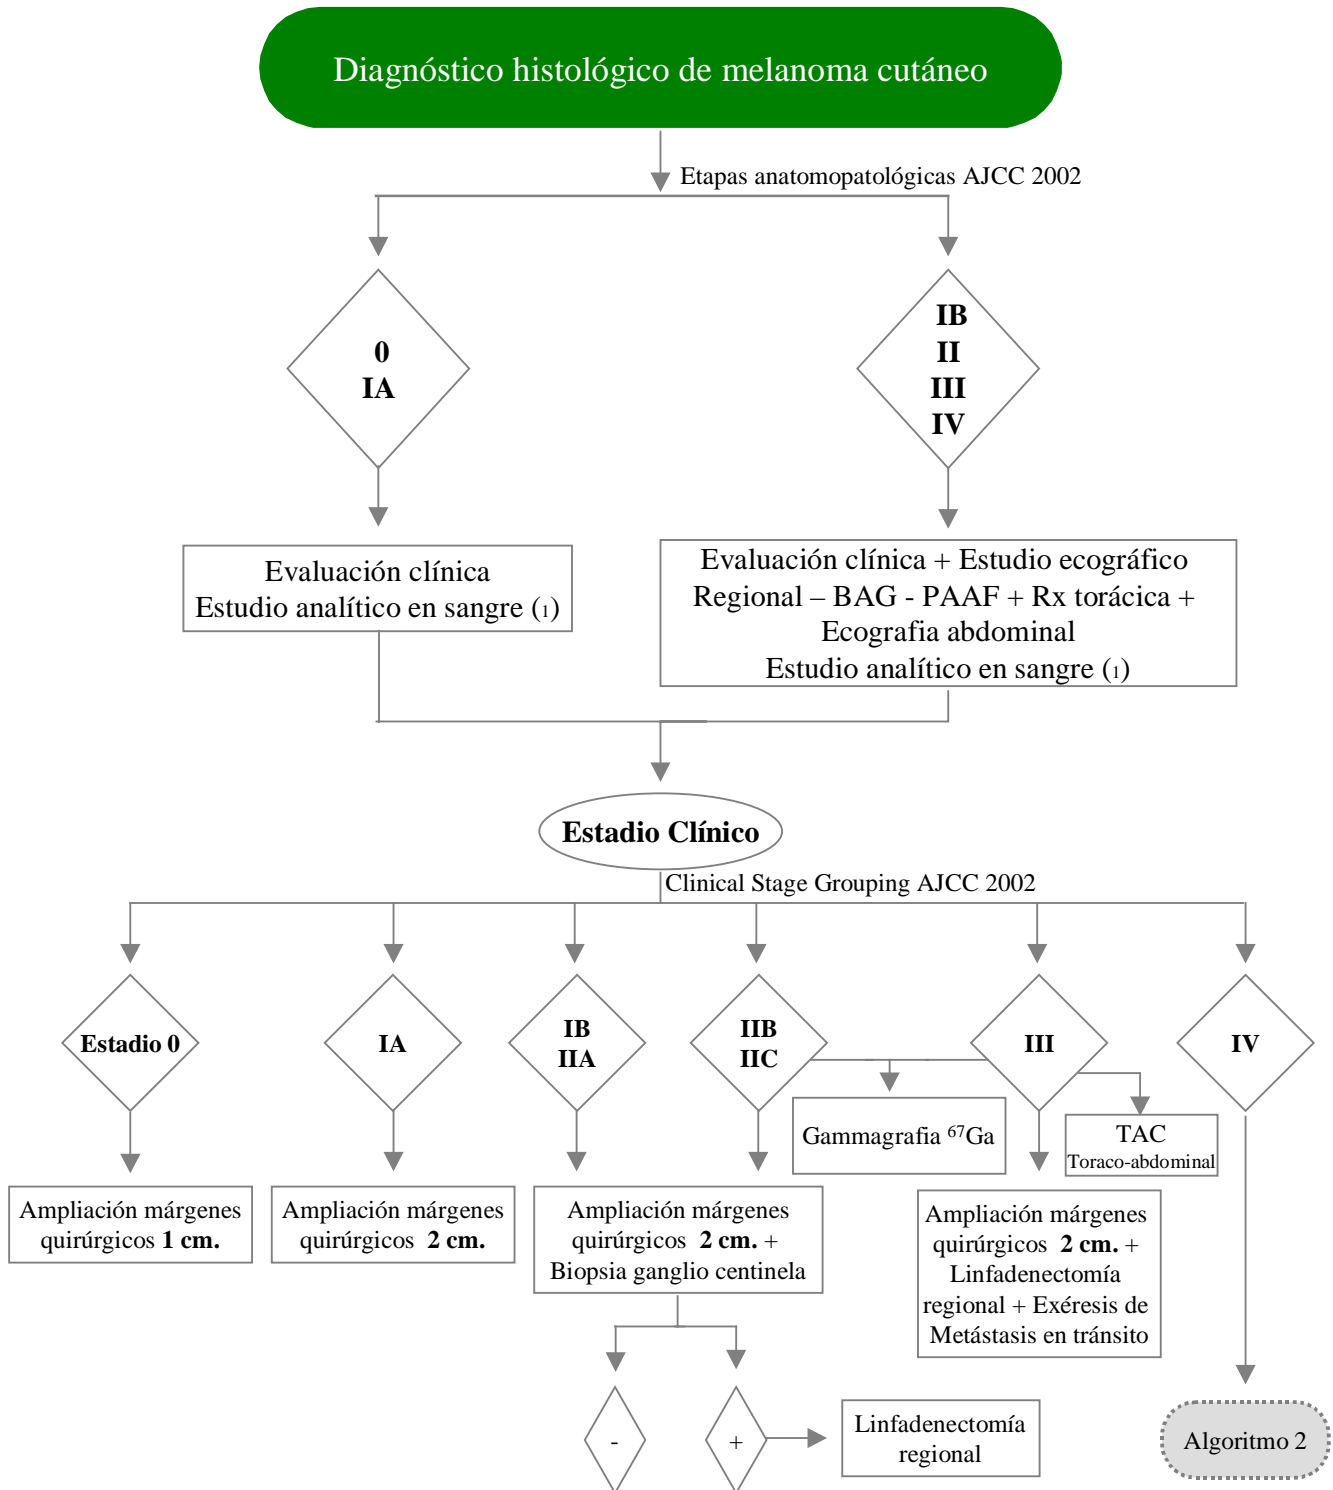 Diagnóstico histológico de melanoma cutáneo
Etapas anatomopatológicas AJCC 2002
0
IA
IB
II
III
IV
Evaluación clínica
Estudio analítico en sangre (1)
Evaluación clínica + Estudio ecográfico
Regional – BAG - PAAF + Rx torácica +
Ecografia abdominal
Estudio analítico en sangre (1)
Estadio Clínico
Clinical Stage Grouping AJCC 2002
Estadio 0
IA
IB
IIA
IIB
IIC
III
IV
Gammagrafia ⁶⁷Ga
TAC
Toraco-abdominal
Ampliación márgenes
quirúrgicos 1 cm.
Ampliación márgenes
quirúrgicos 2 cm.
Ampliación márgenes
quirúrgicos 2 cm. +
Biopsia ganglio centinela
Ampliación márgenes
quirúrgicos 2 cm. +
Linfadenectomía
regional + Exéresis de
Metástasis en tránsito
-
+
Linfadenectomía
regional
Algoritmo 2